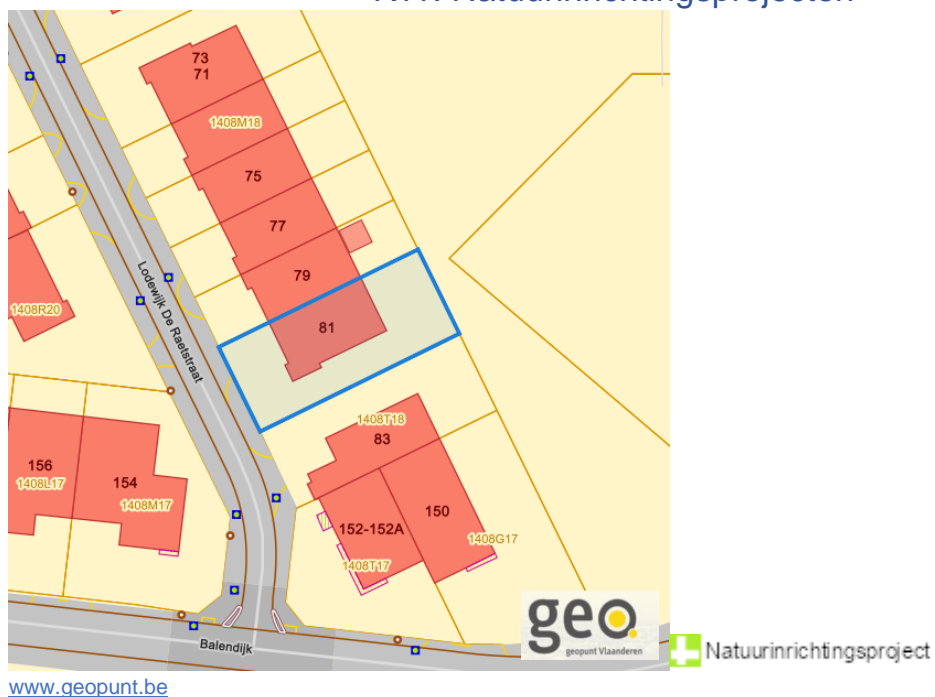 73
71
1408M18
75
77
79
81
Lodewijk De Raetstraat
1408R20
1408T18
83
156
1408L17
154
1408M17
152-152A
150
1408G17
1408T17
Balendijk
geo.
geopunt Vlaanderen
Natuurinrichtingsproject
www.geopunt.be